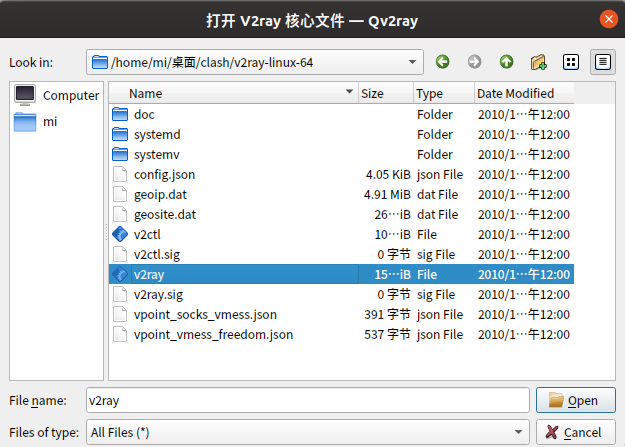 打开 V2ray 核心文件 — Qv2ray
Look in: /home/mi/桌面/clash/v2ray-linux-64
Computer
mi
Name Size Type Date Modified
doc Folder 2010/1⋯午12:00
systemd Folder 2010/1⋯午12:00
systemv Folder 2010/1⋯午12:00
config.json 4.05 KiB json File 2010/1⋯午12:00
geoip.dat 4.91 MiB dat File 2010/1⋯午12:00
geosite.dat 26⋯iB dat File 2010/1⋯午12:00
v2ctl 10⋯iB File 2010/1⋯午12:00
v2ctl.sig 0 字节 sig File 2010/1⋯午12:00
v2ray 15⋯iB File 2010/1⋯午12:00
v2ray.sig 0 字节 sig File 2010/1⋯午12:00
vpoint_socks_vmess.json 391 字节 json File 2010/1⋯午12:00
vpoint_vmess_freedom.json 537 字节 json File 2010/1⋯午12:00
File name: v2ray Open
Files of type: All Files (*) Cancel